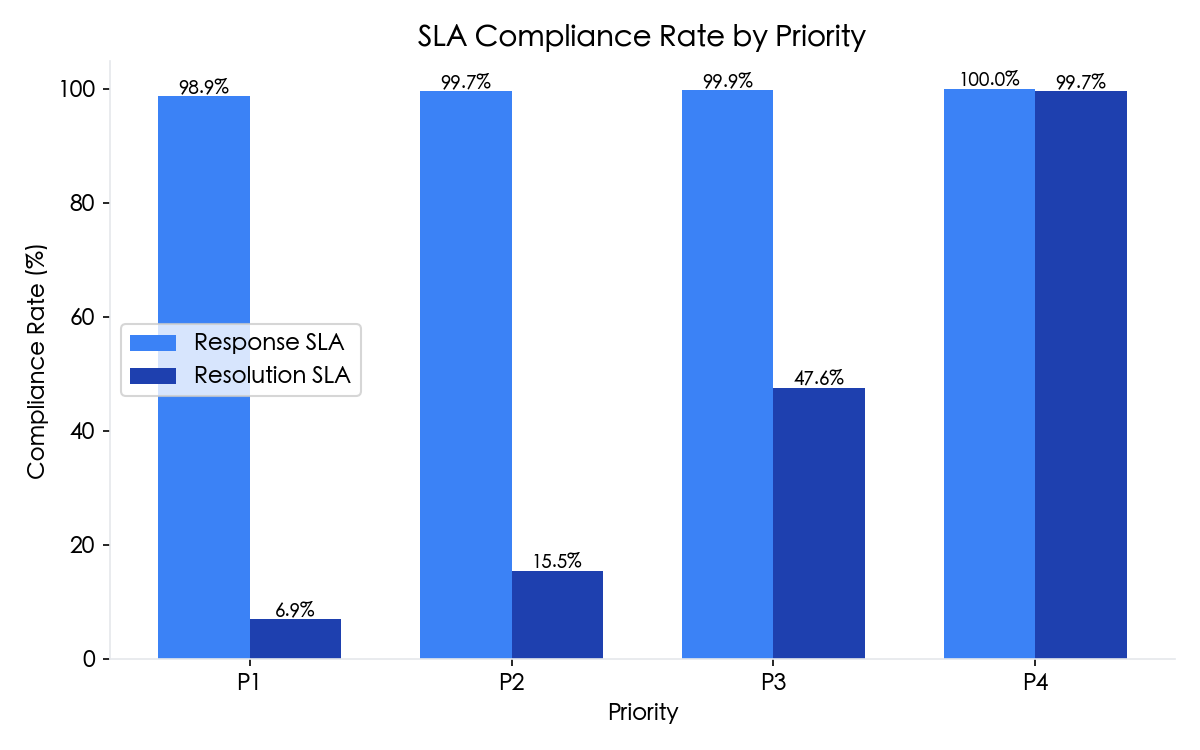 SLA Compliance Rate by Priority
Compliance Rate (%)
100
80
60
40
20
0
98.9%
6.9%
99.7%
15.5%
99.9%
47.6%
100.0%
99.7%
Response SLA
Resolution SLA
P1
P2
P3
P4
Priority